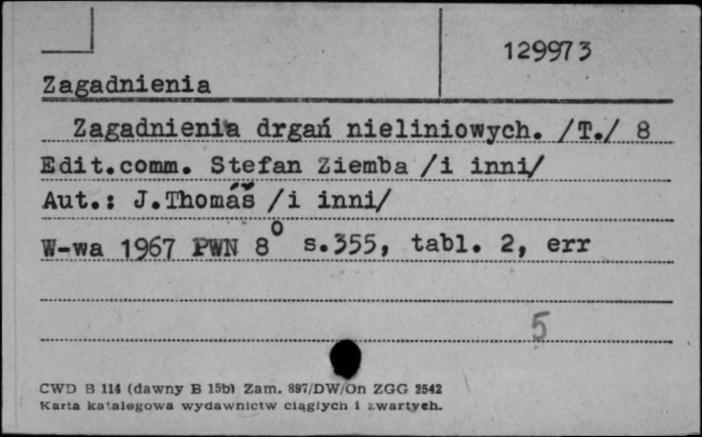 129973
Zagadnienia
Zagadnienia drgań nieliniowych. /T./ 8
Edit.comm. Stefan Ziemba /i inni/
Aut.: J.Thomáš /i inni/
W-wa 1967 PWN 8⁰ s.355, tabl. 2, err
5
CWD B 114 (dawny B 15b) Zam. 897/DW/On ZGG 2542
Karta katalogowa wydawnictw ciągłych i zwartych.